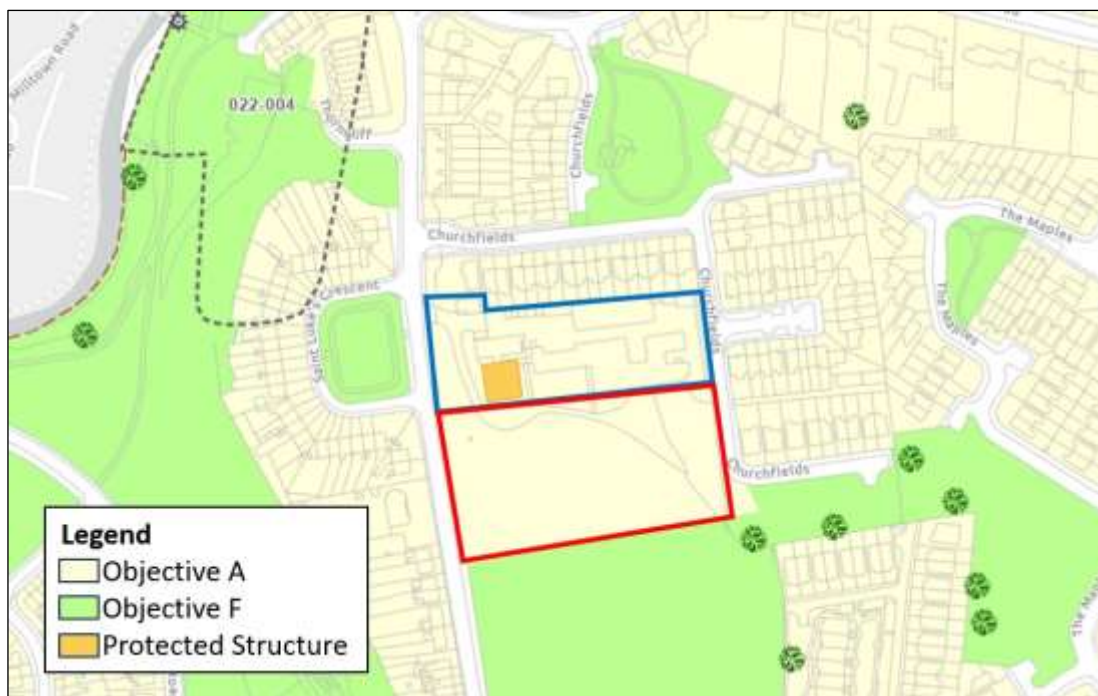 Milltown Road
022-004
Thorncliff
Churchfields
Churchfields
The Maples
Saint Luke's Crescent
Churchfields
The Maples
Churchfields
Legend
Objective A
Objective F
Protected Structure